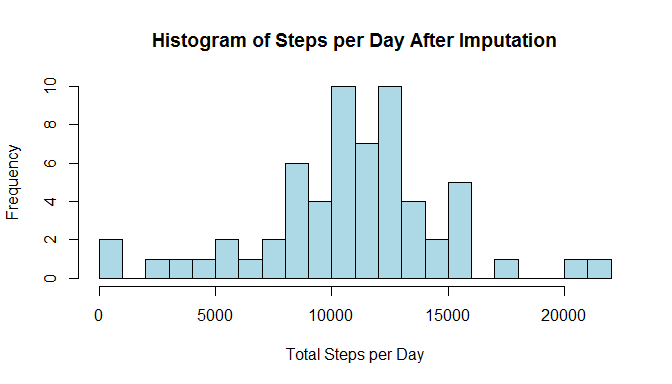 Histogram of Steps per Day After Imputation
Frequency
10
8
6
4
2
0
0 5000 10000 15000 20000
Total Steps per Day